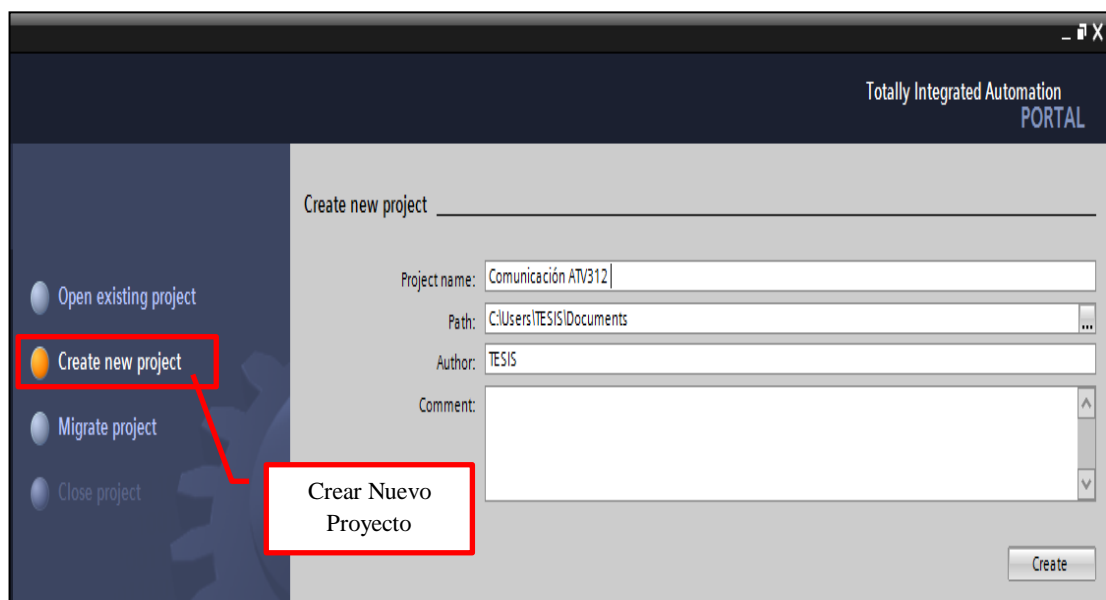 Totally Integrated Automation
PORTAL
Create new project
Project name: Comunicación ATV312
Path: C:\Users\TESIS\Documents
...
Author: TESIS
Comment:
Open existing project
Create new project
Migrate project
Close project
Crear Nuevo
Proyecto
Create